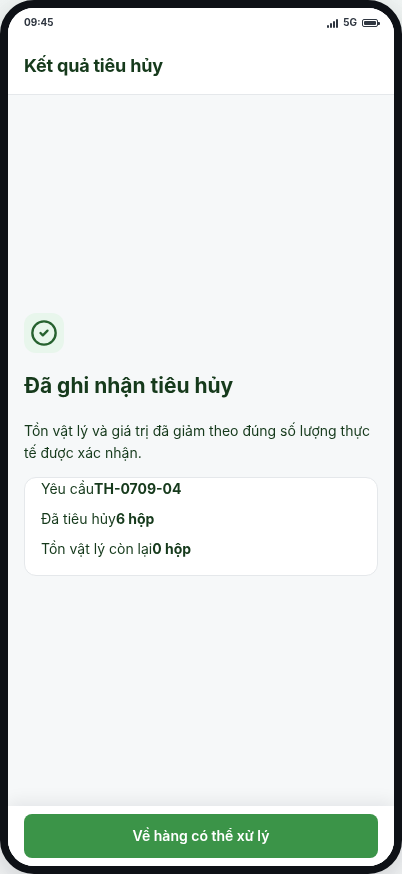 09:45 5G
Kết quả tiêu hủy
Đã ghi nhận tiêu hủy
Tồn vật lý và giá trị đã giảm theo đúng số lượng thực
tế được xác nhận.
Yêu cầuTH-0709-04
Đã tiêu hủy6 hộp
Tồn vật lý còn lại0 hộp
Về hàng có thể xử lý